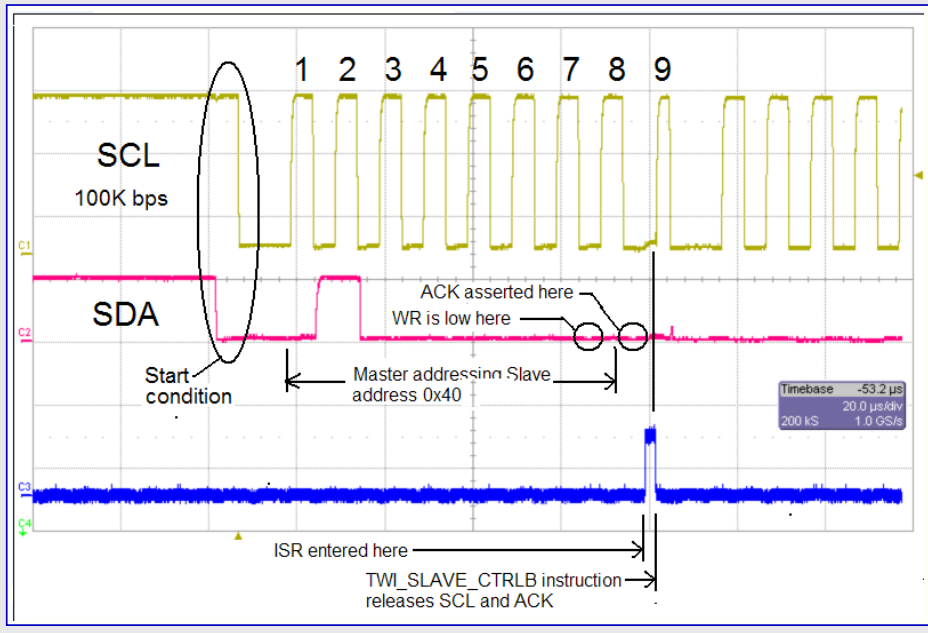 1 2 3 4 5 6 7 8 9
SCL
100K bps
C1
SDA
C2
ACK asserted here
WR is low here
Start
condition
Master addressing Slave
address 0x40
Timebase -53.2 µs
20.0 µs/div
200 kS 1.0 GS/s
C3
C4
ISR entered here
TWI_SLAVE_CTRLB instruction
releases SCL and ACK